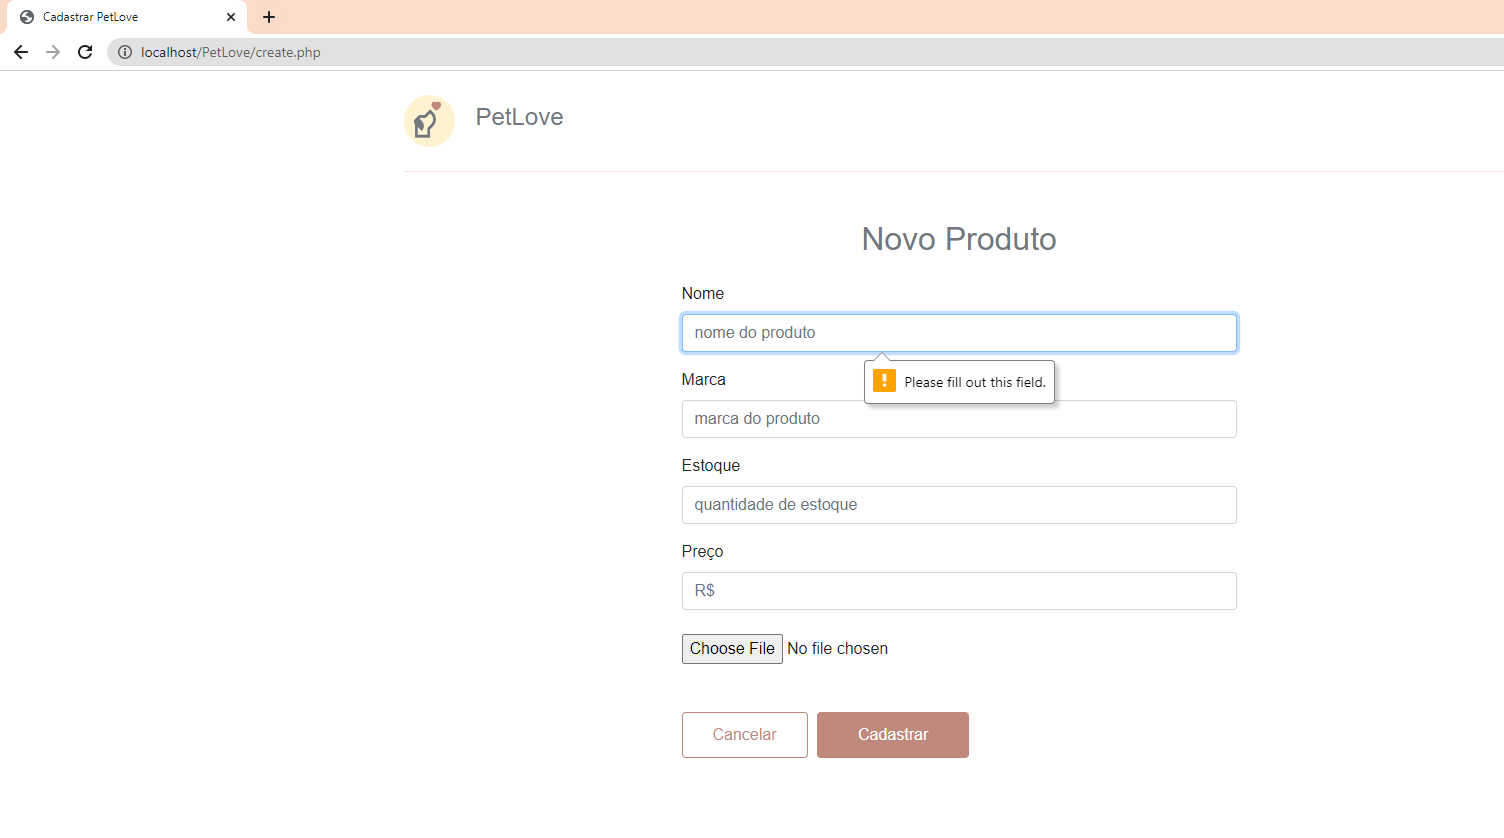 Cadastrar PetLove
localhost/PetLove/create.php
PetLove
Novo Produto
Nome
nome do produto
Please fill out this field.
Marca
marca do produto
Estoque
quantidade de estoque
Preço
R$
Choose File No file chosen
Cancelar Cadastrar